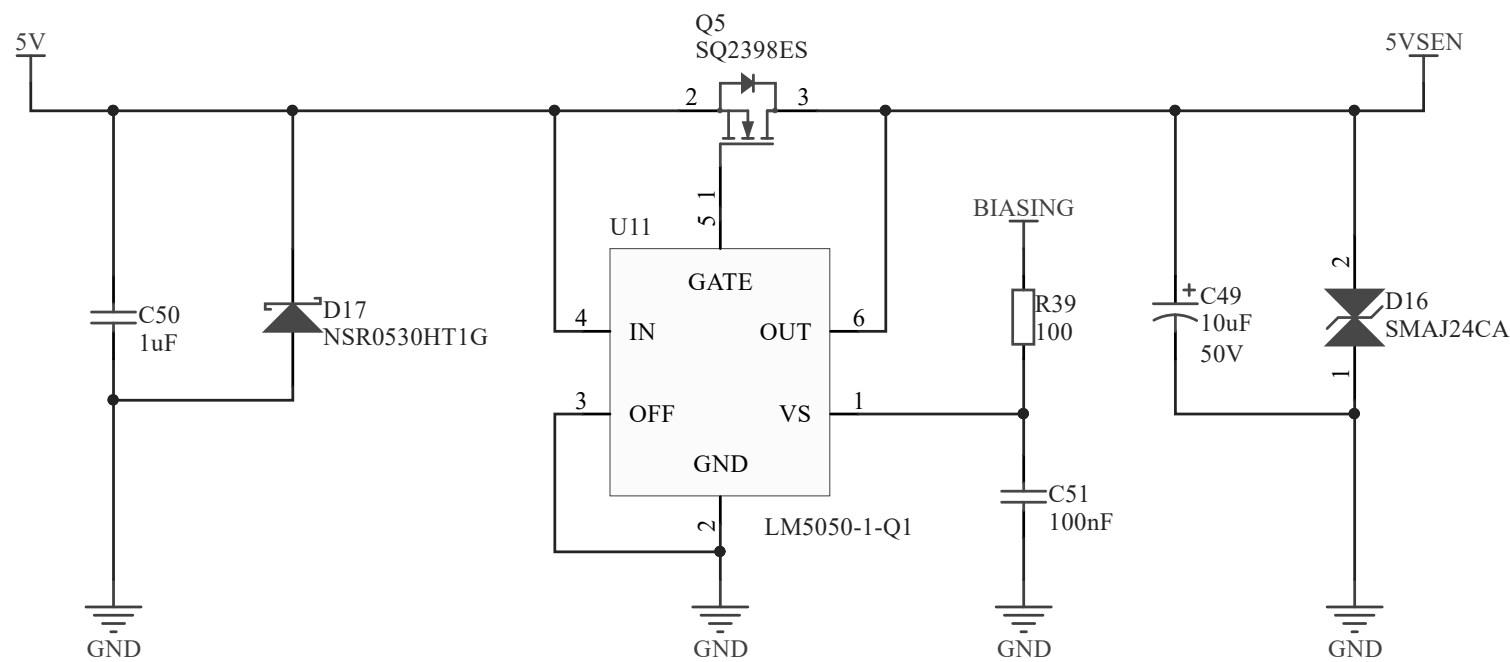 Q5
SQ2398ES
5V
5VSEN
2
3
1
5
U11
BIASING
GATE
2
C50
1uF
D17
NSR0530HT1G
4
IN
OUT
6
R39
100
C49
10uF
50V
D16
SMAJ24CA
1
3
OFF
VS
1
GND
2
LM5050-1-Q1
C51
100nF
GND
GND
GND
GND